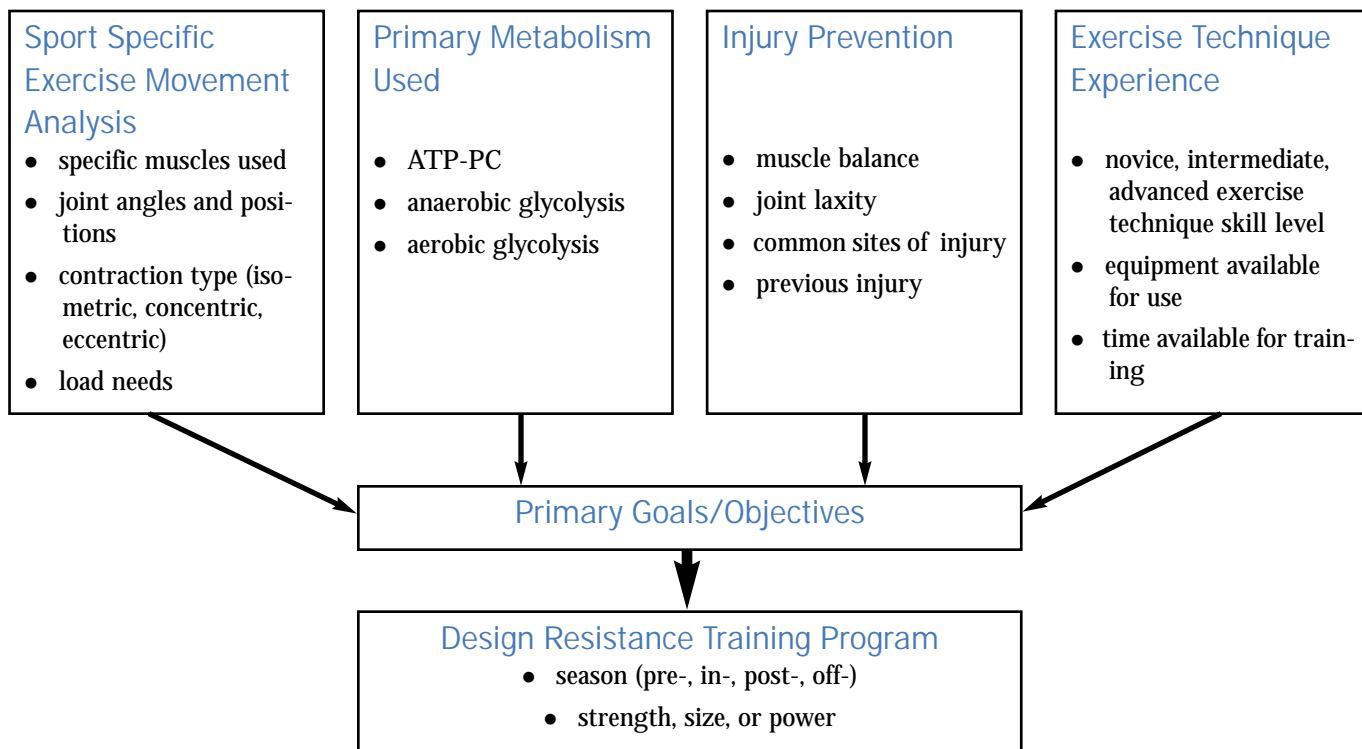 Sport Specific
Exercise Movement
Analysis
● specific muscles used
● joint angles and posi-
tions
● contraction type (iso-
metric, concentric,
eccentric)
● load needs
Primary Metabolism
Used
● ATP-PC
● anaerobic glycolysis
● aerobic glycolysis
Injury Prevention
● muscle balance
● joint laxity
● common sites of injury
● previous injury
Exercise Technique
Experience
● novice, intermediate,
advanced exercise
technique skill level
● equipment available
for use
● time available for train-
ing
Primary Goals/Objectives
Design Resistance Training Program
● season (pre-, in-, post-, off-)
● strength, size, or power